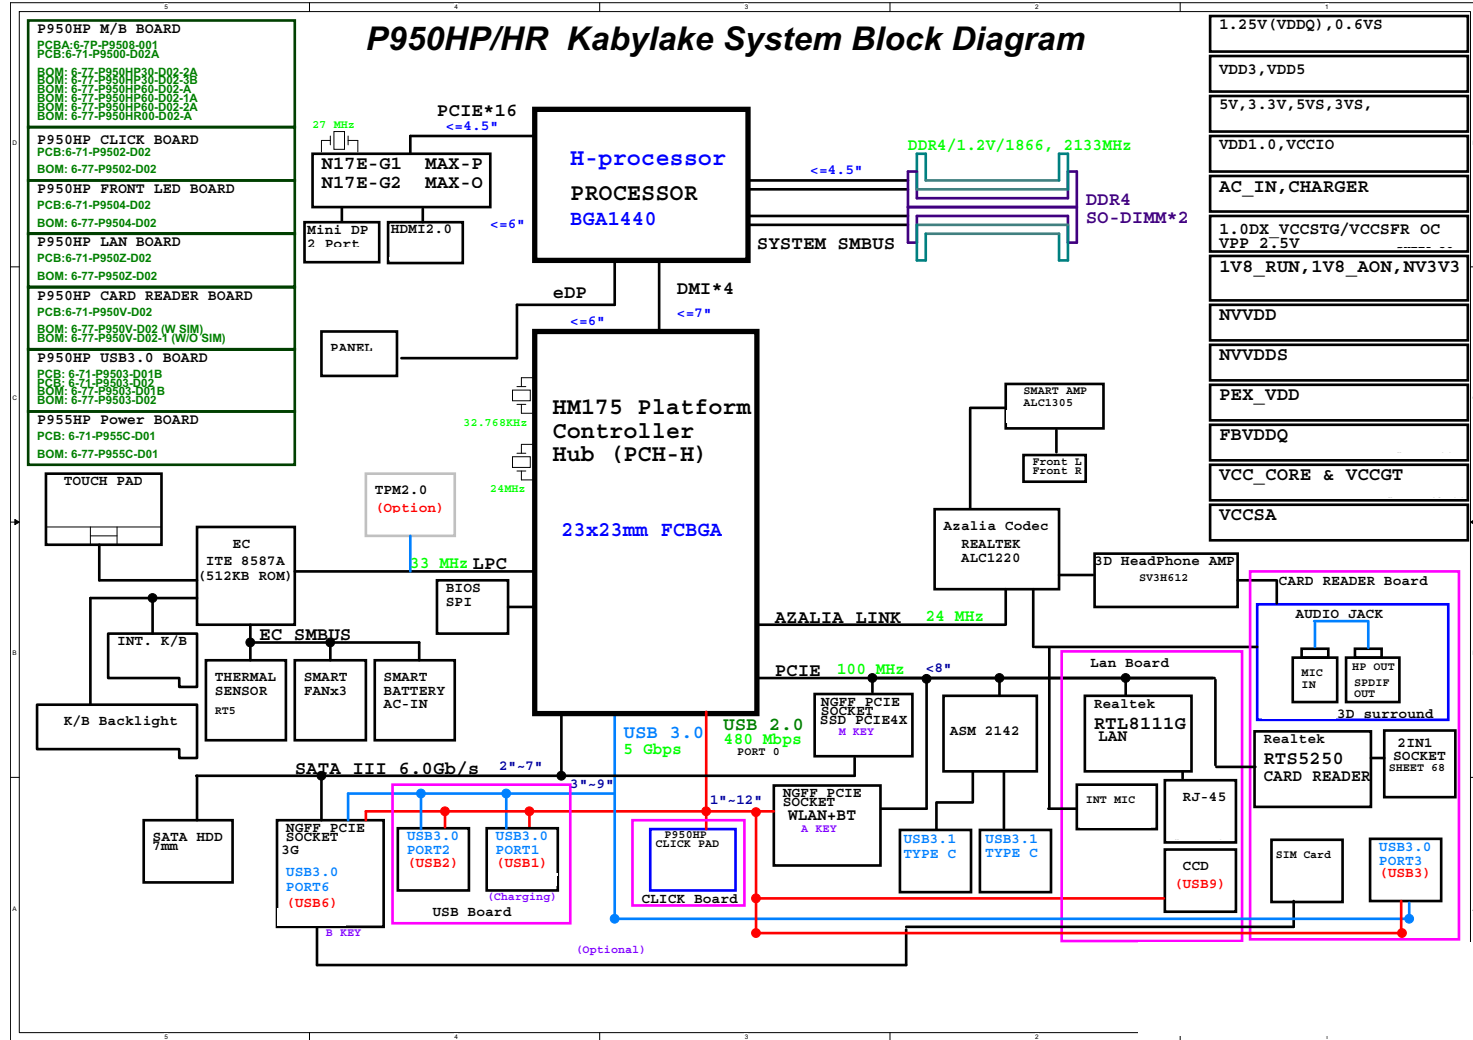 P950HP/HR Kabylake System Block Diagram
P950HP M/B BOARD
PCBA:6-7P-P9508-001
PCB:6-71-P9500-D02A
BOM: 6-77-P950HP30-D02-2A
BOM: 6-77-P950HP30-D02-3B
BOM: 6-77-P950HP60-D02-A
BOM: 6-77-P950HP60-D02-1A
BOM: 6-77-P950HP60-D02-2A
BOM: 6-77-P950HR00-D02-A
P950HP CLICK BOARD
PCB:6-71-P9502-D02
BOM: 6-77-P9502-D02
P950HP FRONT LED BOARD
PCB:6-71-P9504-D02
BOM: 6-77-P9504-D02
P950HP LAN BOARD
PCB:6-71-P950Z-D02
BOM: 6-77-P950Z-D02
P950HP CARD READER BOARD
PCB:6-71-P950V-D02
BOM: 6-77-P950V-D02 (W SIM)
BOM: 6-77-P950V-D02-1 (W/O SIM)
P950HP USB3.0 BOARD
PCB: 6-71-P9503-D01B
PCB: 6-71-P9503-D02
BOM: 6-77-P9503-D01B
BOM: 6-77-P9503-D02
P955HP Power BOARD
PCB: 6-71-P955C-D01
BOM: 6-77-P955C-D01
1.25V(VDDQ),0.6VS
VDD3,VDD5
5V,3.3V,5VS,3VS,
VDD1.0,VCCIO
AC_IN,CHARGER
1.0DX_VCCSTG/VCCSFR OC
VPP 2.5V
1V8_RUN,1V8_AON,NV3V3
NVVDD
NVVDDS
PEX_VDD
FBVDDQ
VCC_CORE & VCCGT
VCCSA
27 MHz
PCIE*16
<=4.5"
N17E-G1 MAX-P
N17E-G2 MAX-O
Mini DP
2 Port
HDMI2.0
<=6"
H-processor
PROCESSOR
BGA1440
DDR4/1.2V/1866, 2133MHz
<=4.5"
DDR4
SO-DIMM*2
SYSTEM SMBUS
eDP
<=6"
DMI*4
<=7"
PANEL
32.768KHz
24MHz
HM175 Platform
Controller
Hub (PCH-H)
23x23mm FCBGA
SMART AMP
ALC1305
Front L
Front R
Azalia Codec
REALTEK
ALC1220
3D HeadPhone AMP
SV3H612
AZALIA LINK 24 MHz
TOUCH PAD
TPM2.0
(Option)
EC
ITE 8587A
(512KB ROM)
33 MHz LPC
BIOS
SPI
INT. K/B
EC SMBUS
THERMAL
SENSOR
RT5
SMART
FANx3
SMART
BATTERY
AC-IN
K/B Backlight
CARD READER Board
AUDIO JACK
MIC
IN
HP OUT
SPDIF
OUT
3D surround
Lan Board
PCIE 100 MHz <8"
NGFF PCIE
SOCKET
SSD PCIE4X
M KEY
ASM 2142
Realtek
RTL8111G
LAN
Realtek
RTS5250
CARD READER
2IN1
SOCKET
SHEET 68
USB 3.0
5 Gbps
USB 2.0
480 Mbps
PORT 0
SATA III 6.0Gb/s 2"~7"
3"~9"
1"~12"
NGFF PCIE
SOCKET
WLAN+BT
A KEY
INT MIC
RJ-45
SATA HDD
7mm
NGFF PCIE
SOCKET
3G
USB3.0
PORT6
(USB6)
B KEY
USB3.0
PORT2
(USB2)
USB3.0
PORT1
(USB1)
(Charging)
USB Board
P950HP
CLICK PAD
CLICK Board
USB3.1
TYPE C
USB3.1
TYPE C
CCD
(USB9)
SIM Card
USB3.0
PORT3
(USB3)
(Optional)